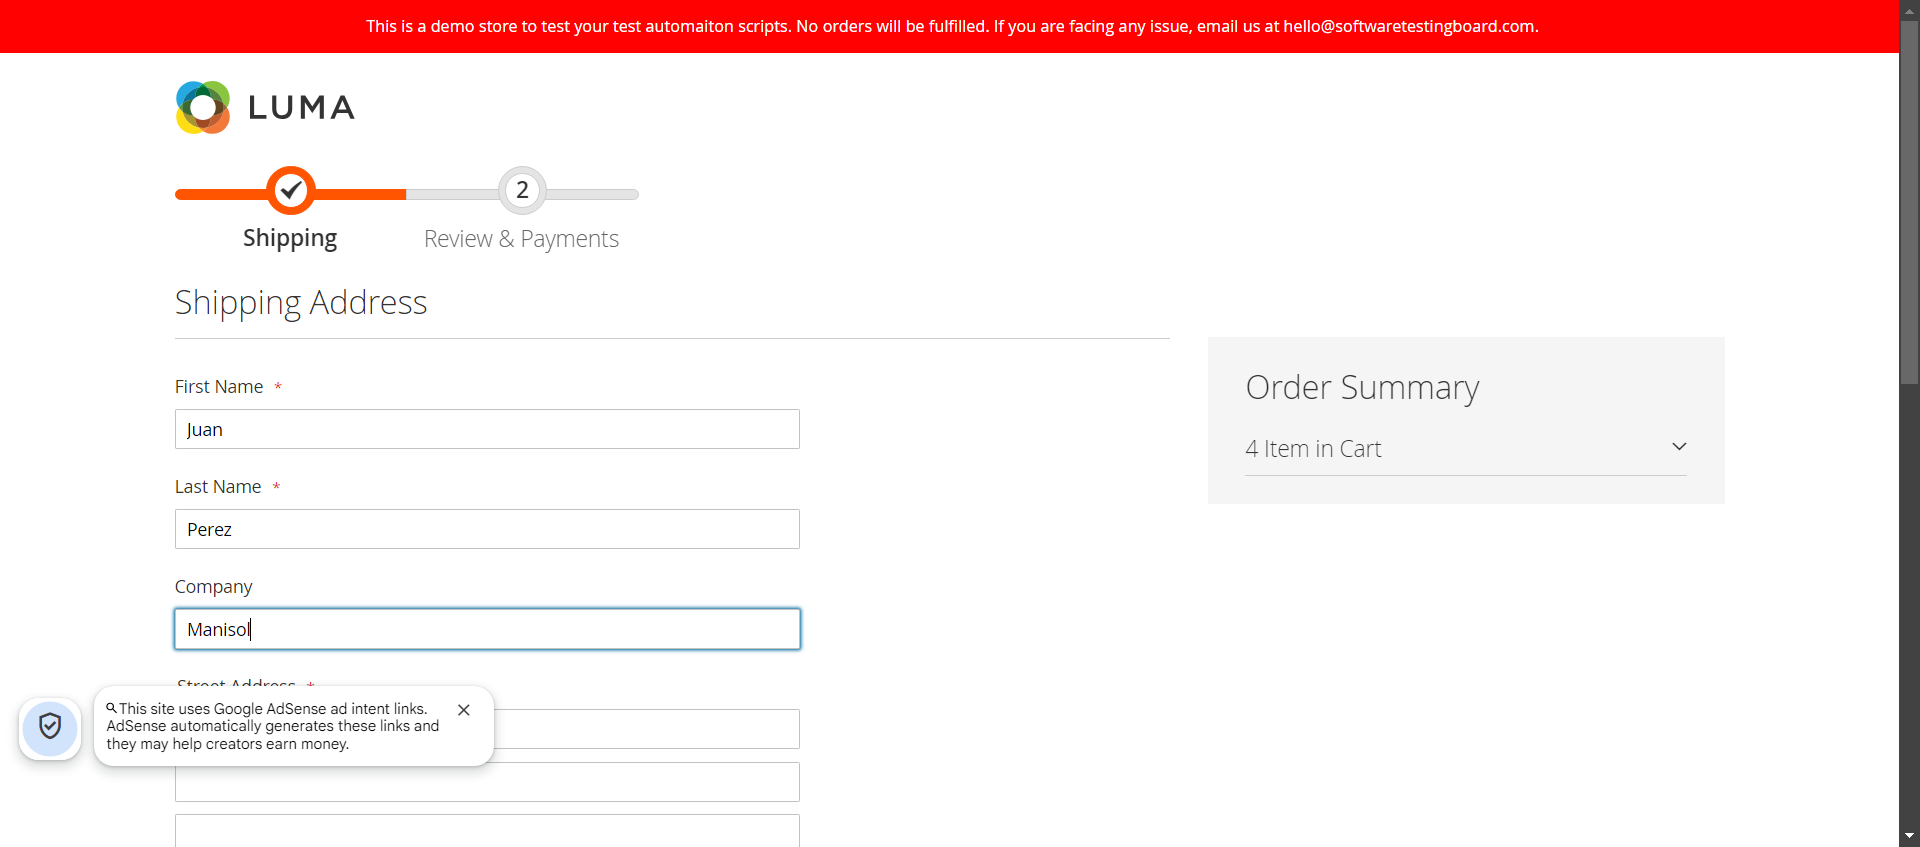 This is a demo store to test your test automaiton scripts. No orders will be fulfilled. If you are facing any issue, email us at hello@softwaretestingboard.com.
LUMA
2
Shipping
Review & Payments
Shipping Address
First Name *
Juan
Last Name *
Perez
Company
Manisol
Street Address *
This site uses Google AdSense ad intent links.
AdSense automatically generates these links and
they may help creators earn money.
Order Summary
4 Item in Cart